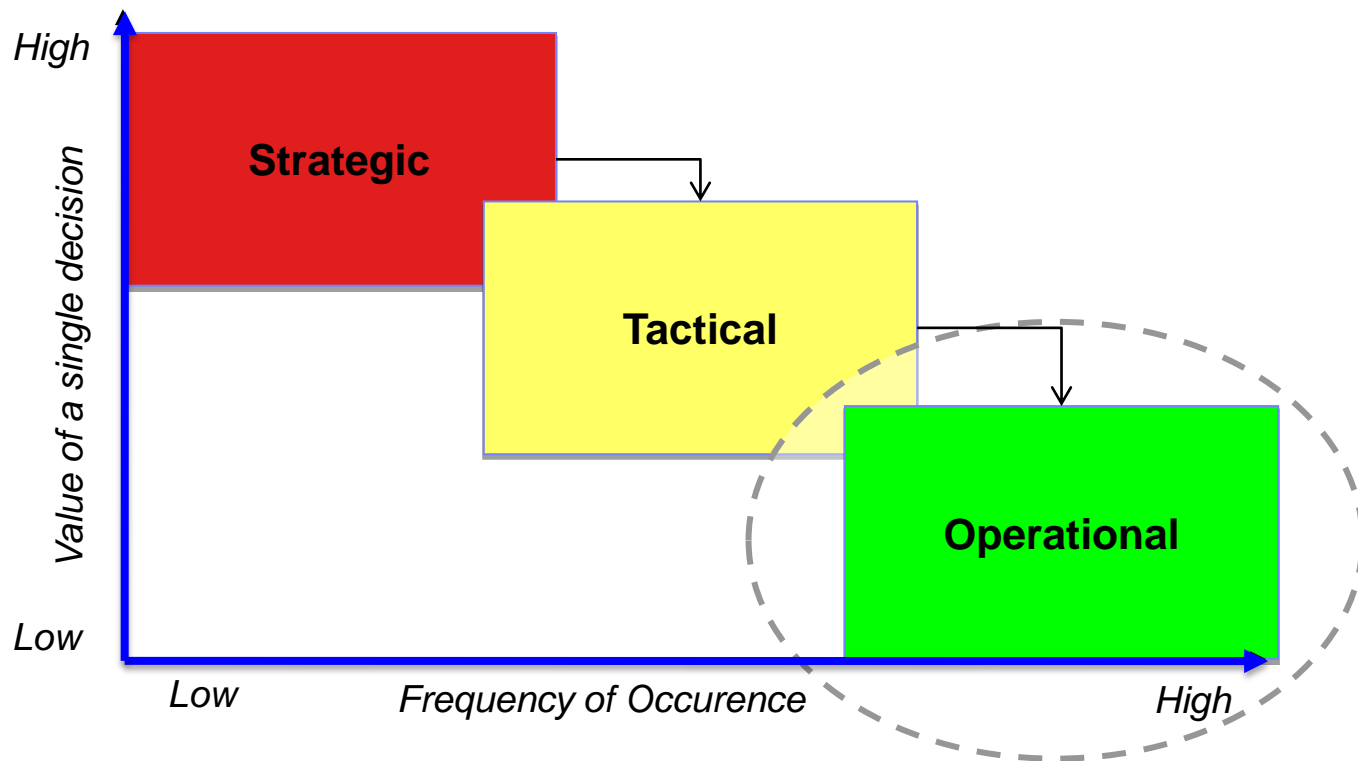 High
Strategic
Value of a single decision
Tactical
Operational
Low
Low
Frequency of Occurence
High